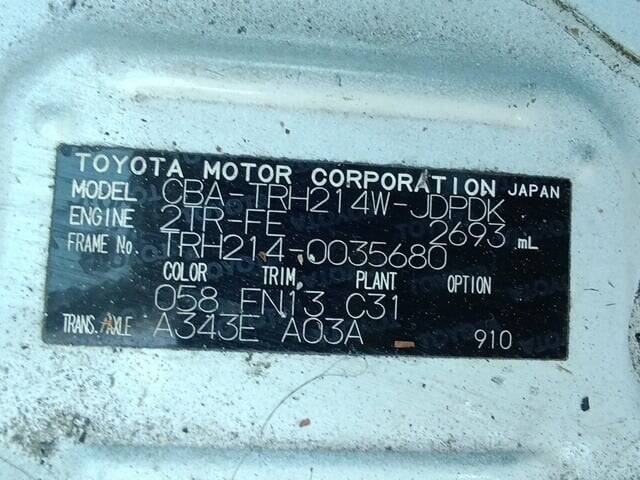 TOYOTA MOTOR CORPORATION JAPAN
MODEL CBA-TRH214W-JDPDK
ENGINE 2TR-FE 2693 mL
FRAME No. TRH214-0035680
COLOR TRIM PLANT OPTION
058 FN13 C31
TRANS./AXLE A343E A03A 910